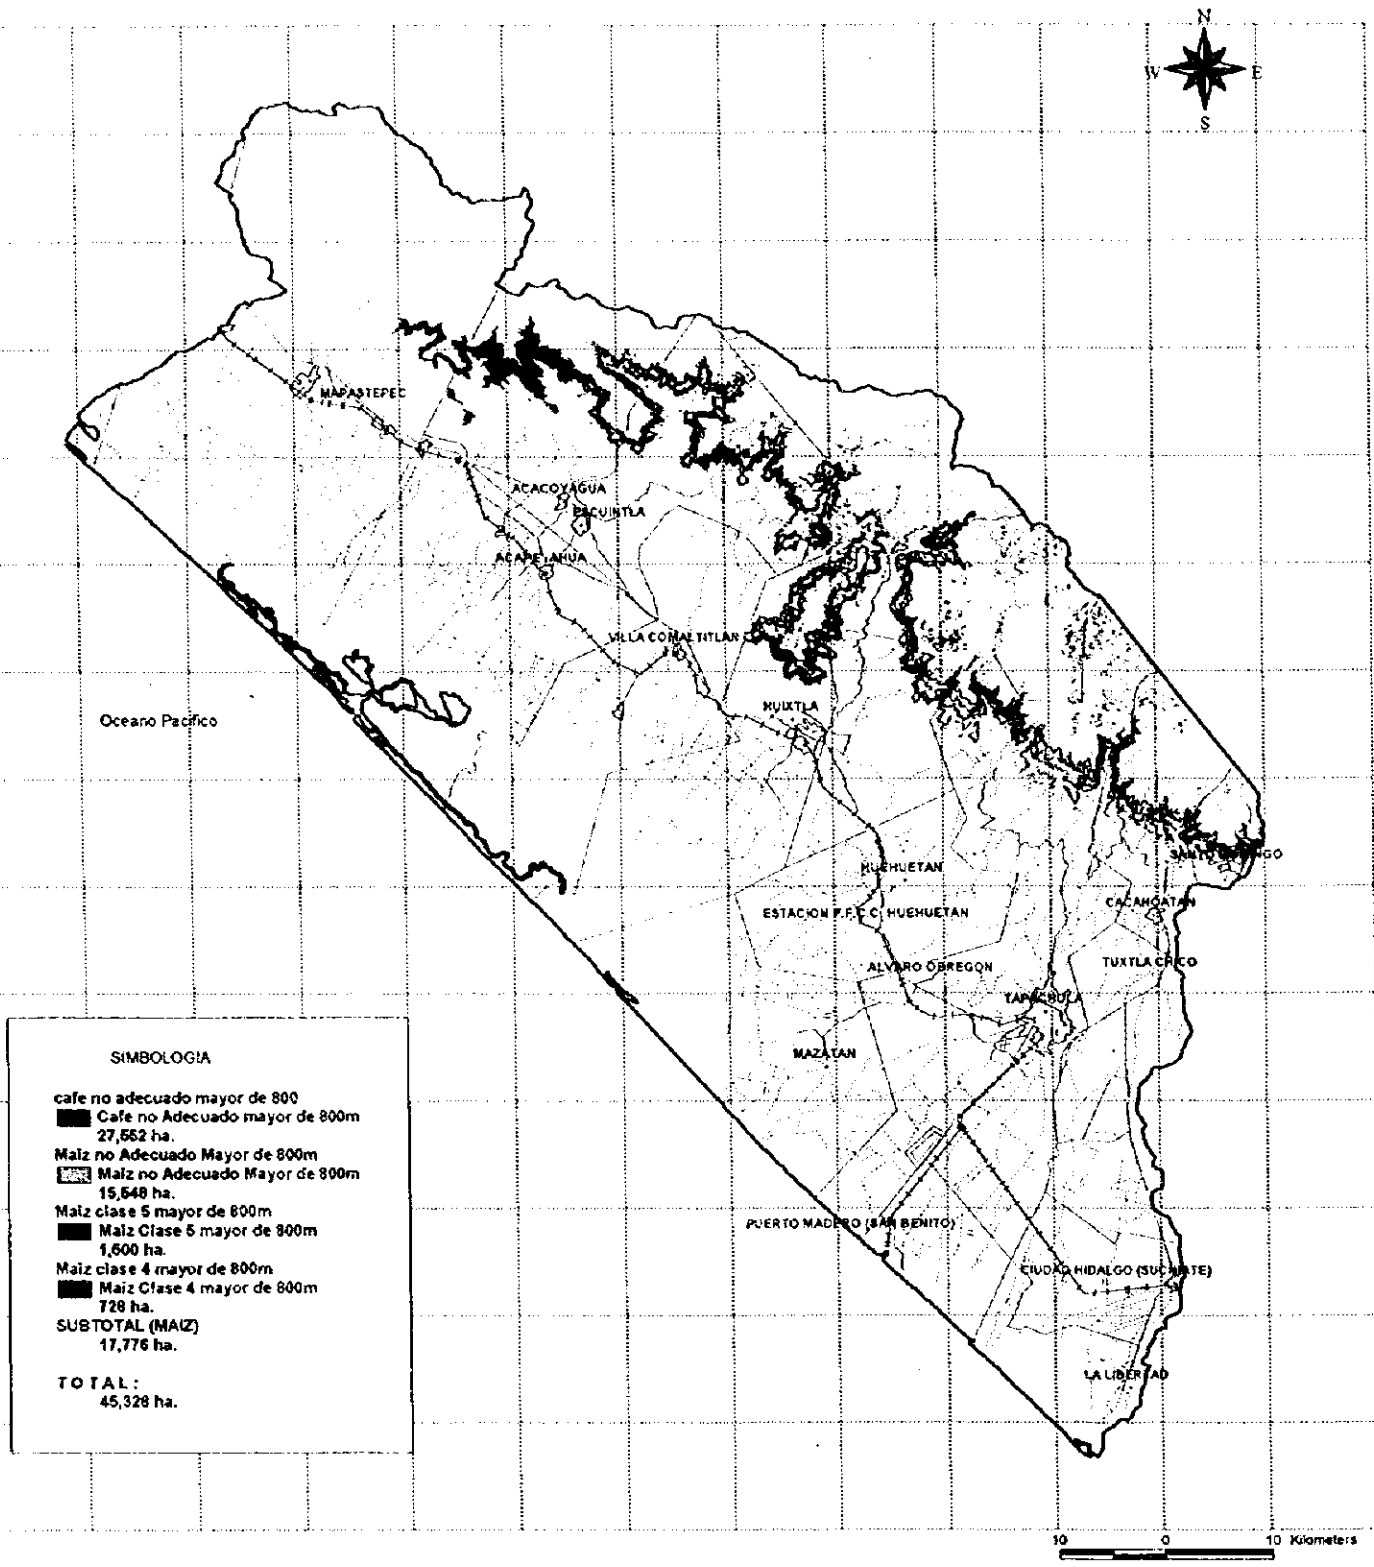 N
W E
S
MAPASTEPEC
ACACOYAGUA
ESCUINTLA
VILLA COMALTITLAN
Oceano Pacifico
HUIXTLA
HUEHUETAN
SANTO DOMINGO
CACAHOATAN
ESTACION F.F.C.C. HUEHUETAN
ALVARO OBREGON
TUXTLA CHICO
TAPACHULA
MAZATAN
PUERTO MADERO (SAN BENITO)
CIUDAD HIDALGO (SUCHIATE)
LA LIBERTAD
SIMBOLOGIA
cafe no adecuado mayor de 800
Cafe no Adecuado mayor de 800m
27,552 ha.
Maiz no Adecuado Mayor de 800m
Maiz no Adecuado Mayor de 800m
15,548 ha.
Maiz clase 5 mayor de 800m
Maiz Clase 5 mayor de 800m
1,500 ha.
Maiz clase 4 mayor de 800m
Maiz Clase 4 mayor de 800m
728 ha.
SUBTOTAL (MAIZ)
17,776 ha.
TOTAL:
45,328 ha.
10 0 10 Kilometers